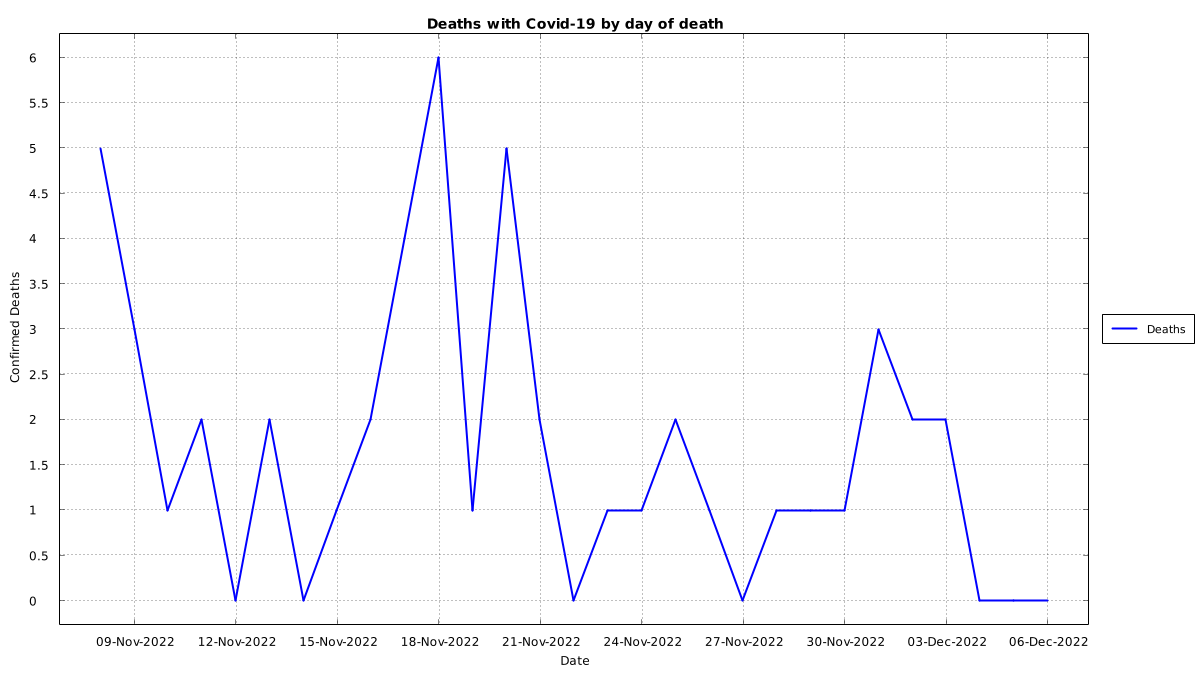 Deaths with Covid-19 by day of death
6
5.5
5
4.5
4
3.5
3
2.5
2
1.5
1
0.5
0
Confirmed Deaths
09-Nov-2022 12-Nov-2022 15-Nov-2022 18-Nov-2022 21-Nov-2022 24-Nov-2022 27-Nov-2022 30-Nov-2022 03-Dec-2022 06-Dec-2022
Date
Deaths